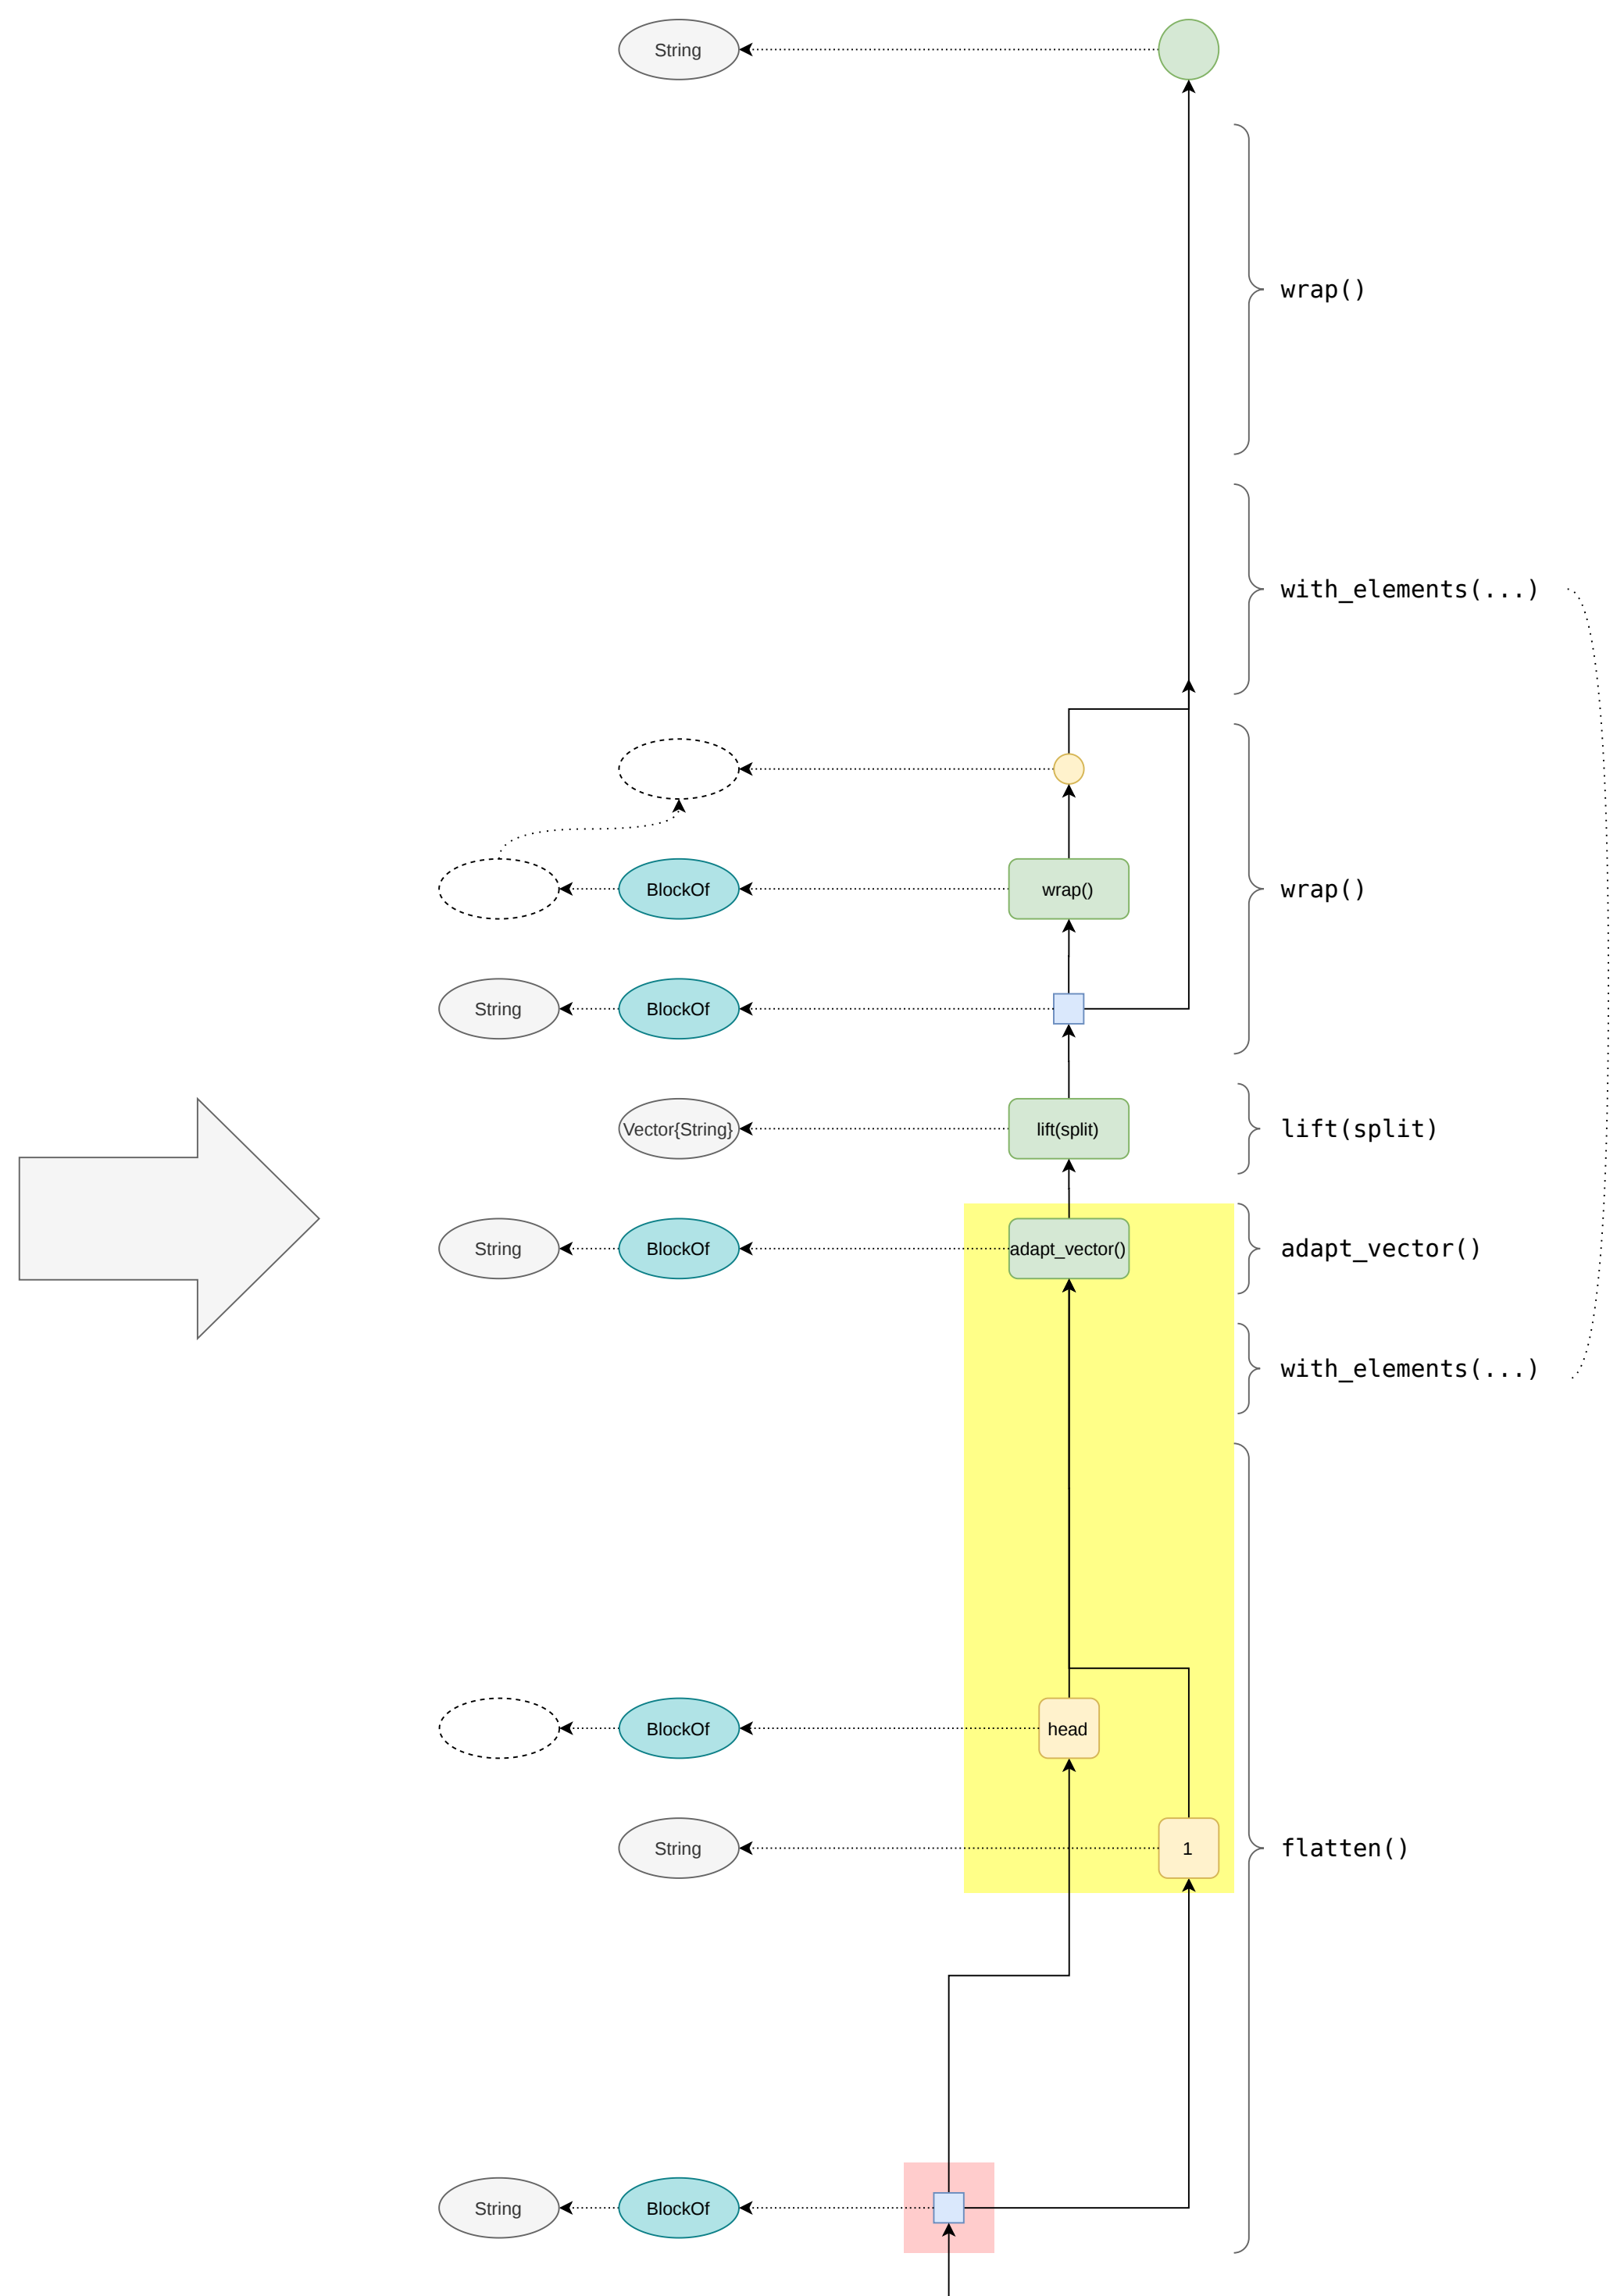 String
wrap()
with_elements(...)
BlockOf
wrap()
wrap()
String
BlockOf
Vector{String}
lift(split)
lift(split)
String
BlockOf
adapt_vector()
adapt_vector()
with_elements(...)
BlockOf
head
String
1
flatten()
String
BlockOf